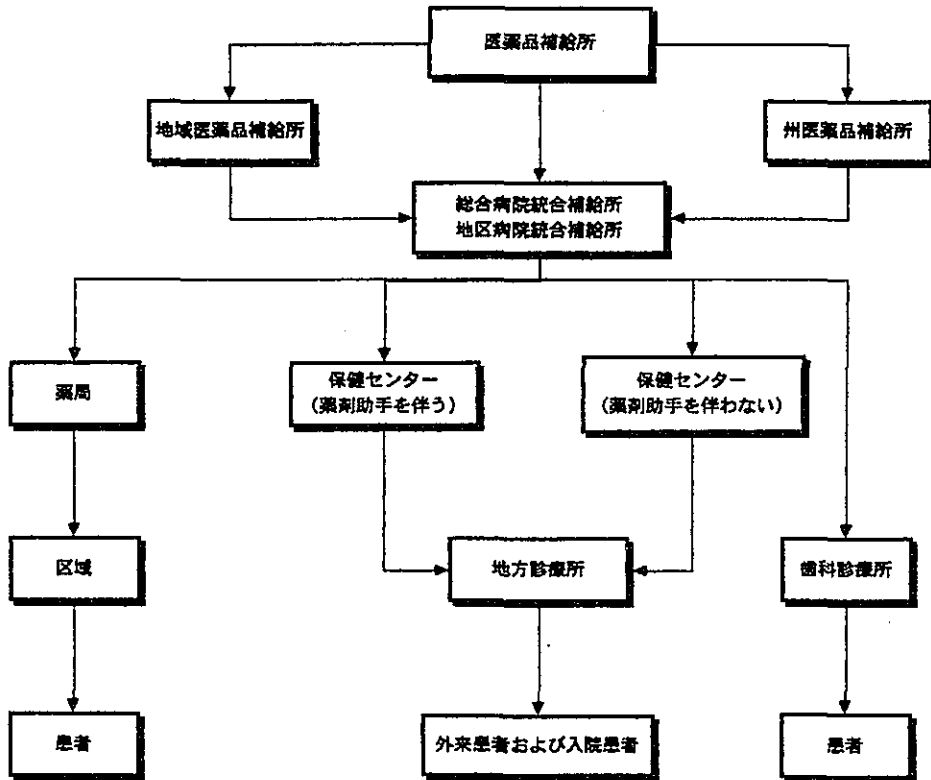 医薬品補給所
地域医薬品補給所
州医薬品補給所
総合病院統合補給所
地区病院統合補給所
薬局
保健センター
(薬剤助手を伴う)
保健センター
(薬剤助手を伴わない)
区域
地方診療所
歯科診療所
患者
外来患者および入院患者
患者